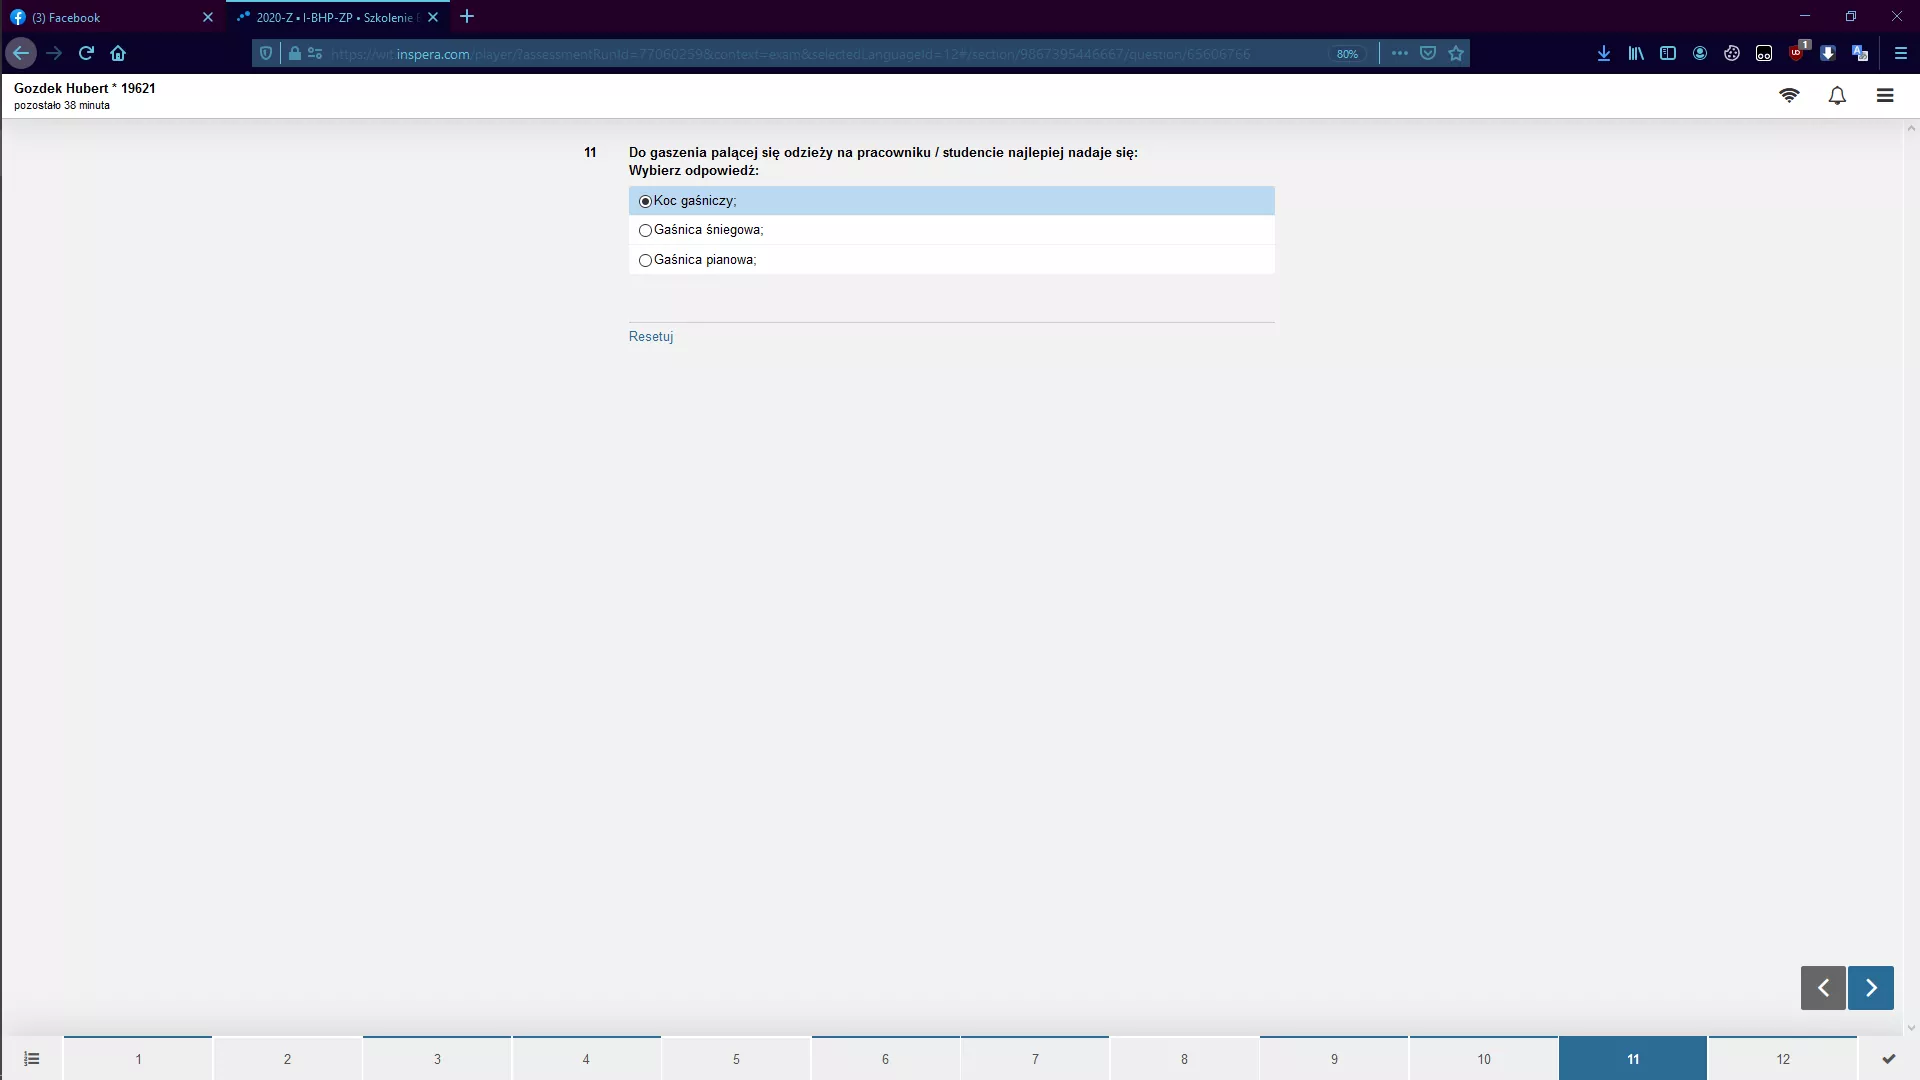 (3) Facebook
2020-Z • I-BHP-ZP • Szkolenie
https://wit.inspera.com/player/?assessmentRunId=77060259&context=exam&selectedLanguageId=12#/section/9867395446667/question/65606766
80%
1
Gozdek Hubert * 19621
pozostało 38 minuta
11 Do gaszenia palącej się odzieży na pracowniku / studencie najlepiej nadaje się:
Wybierz odpowiedź:
Koc gaśniczy;
Gaśnica śniegowa;
Gaśnica pianowa;
Resetuj
1 2 3 4 5 6 7 8 9 10 11 12